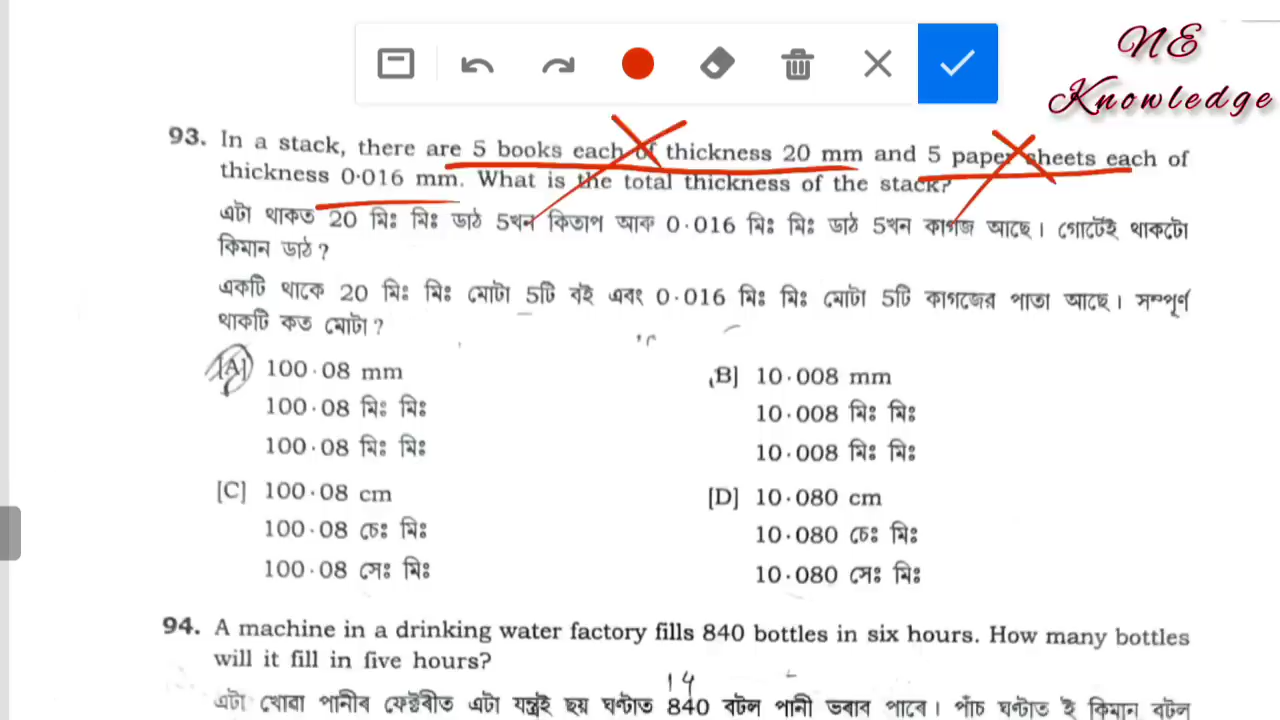 NE
Knowledge
93. In a stack, there are 5 books each of thickness 20 mm and 5 paper sheets each of
thickness 0·016 mm. What is the total thickness of the stack?
এটা থাকত 20 মিঃ মিঃ ডাঠ 5খন কিতাপ আৰু 0·016 মিঃ মিঃ ডাঠ 5খন কাগজ আছে। গোটেই থাকটো
কিমান ডাঠ?
একটি থাকে 20 মিঃ মিঃ মোটা 5টি বই এবং 0·016 মিঃ মিঃ মোটা 5টি কাগজের পাতা আছে। সম্পূর্ণ
থাকটি কত মোটা?
[A] 100·08 mm
100·08 মিঃ মিঃ
100·08 মিঃ মিঃ
B] 10·008 mm
10·008 মিঃ মিঃ
10·008 মিঃ মিঃ
[C] 100·08 cm
100·08 চেঃ মিঃ
100·08 সেঃ মিঃ
[D] 10·080 cm
10·080 চেঃ মিঃ
10·080 সেঃ মিঃ
94. A machine in a drinking water factory fills 840 bottles in six hours. How many bottles
will it fill in five hours?
14
এটা খোৱা পানীৰ ফেক্টৰীত এটা যন্ত্ৰই ছয় ঘণ্টাত 840 বটল পানী ভৰাব পাৰে। পাঁচ ঘণ্টাত ই কিমান বটল